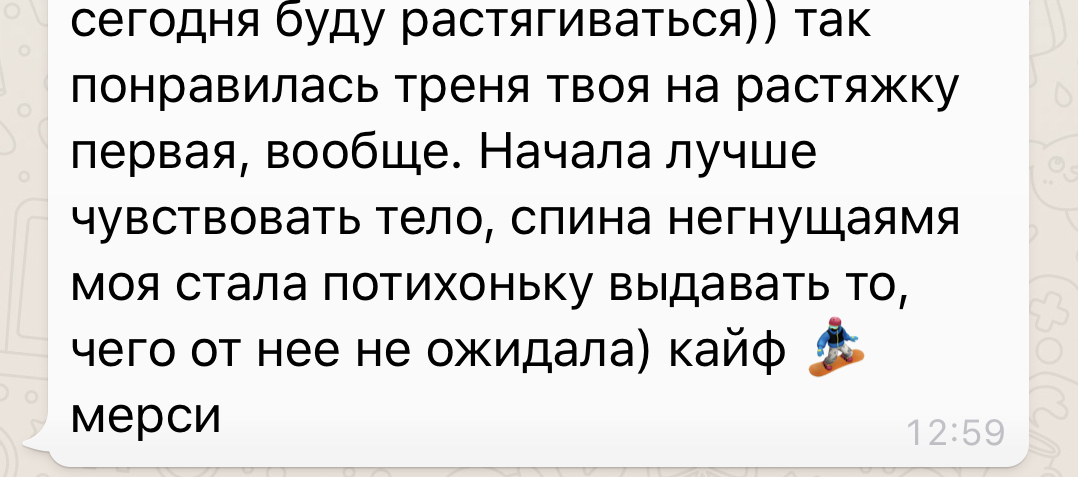 сегодня буду растягиваться)) так
понравилась треня твоя на растяжку
первая, вообще. Начала лучше
чувствовать тело, спина негнущаямя
моя стала потихоньку выдавать то,
чего от нее не ожидала) кайф 🏂
мерси
12:59